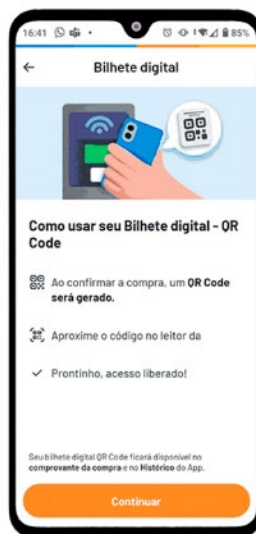 16:41
85%
Bilhete digital
Como usar seu Bilhete digital - QR
Code
Ao confirmar a compra, um QR Code
será gerado.
Aproxime o código no leitor da
Prontinho, acesso liberado!
Seu bilhete digital QR Code ficará disponível no
comprovante da compra e no Histórico do App.
Continuar